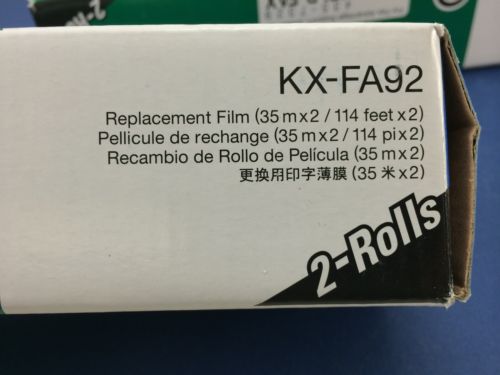 KX-FA92
Replacement Film (35 m x 2 / 114 feet x 2)
Pellicule de rechange (35 m x 2 / 114 pi x 2)
Recambio de Rollo de Película (35 m x 2)
更換用印字薄膜 (35 米 x 2)
2-Rolls